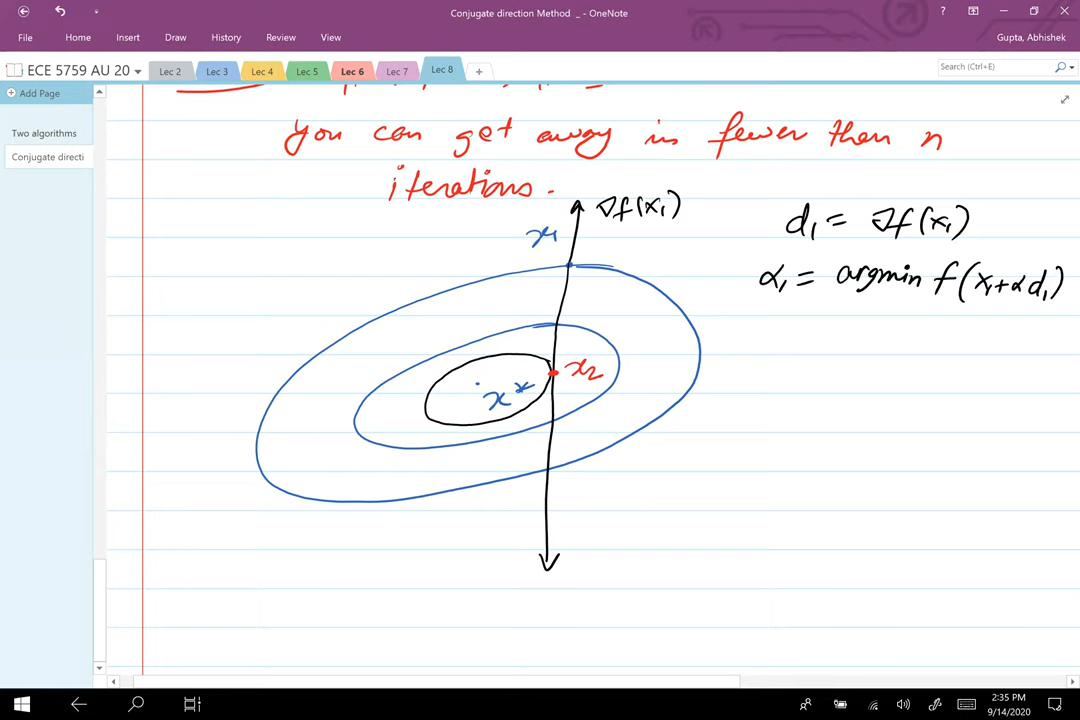 Conjugate direction Method _ - OneNote
Gupta, Abhishek
File Home Insert Draw History Review View
ECE 5759 AU 20
Lec 2 Lec 3 Lec 4 Lec 5 Lec 6 Lec 7 Lec 8 +
Search (Ctrl+E)
Add Page
Two algorithms
Conjugate directi
you can get away in fewer than n
iterations.
∇f(x₁)
x₁
d₁ = ∇f(x₁)
α₁ = argmin f(x₁+αd₁)
x₂
x*
2:35 PM
9/14/2020